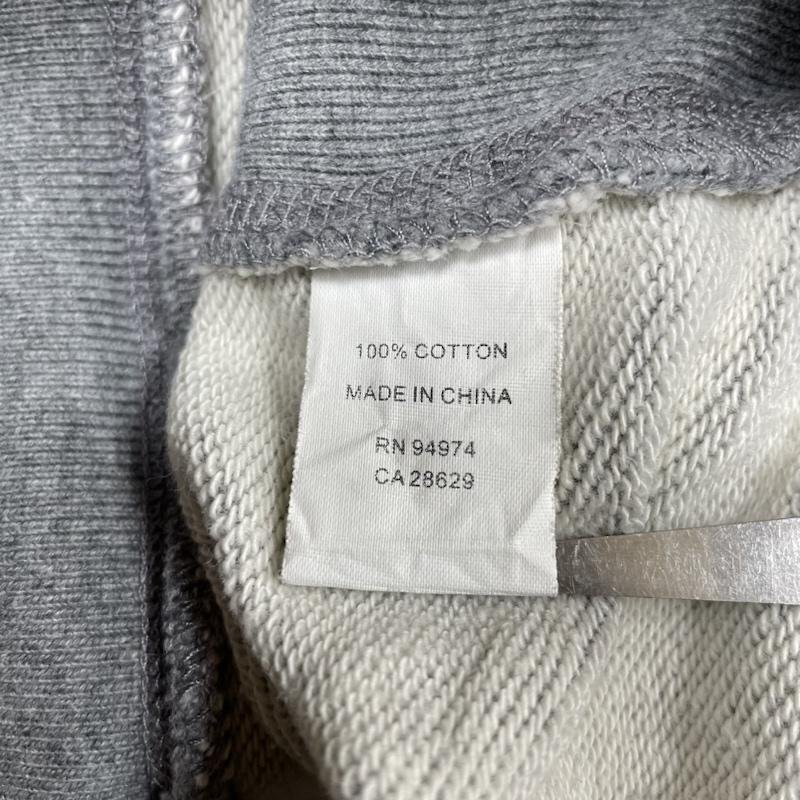 100% COTTON
MADE IN CHINA
RN 94974
CA 28629